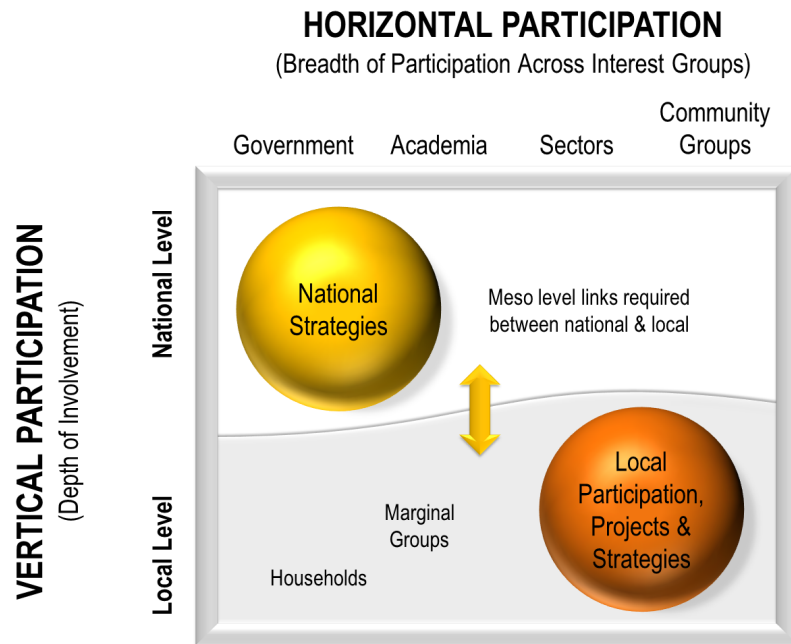 HORIZONTAL PARTICIPATION
(Breadth of Participation Across Interest Groups)
Government
Academia
Sectors
Community
Groups
VERTICAL PARTICIPATION
(Depth of Involvement)
National Level
Local Level
National
Strategies
Meso level links required
between national & local
Local
Participation,
Projects &
Strategies
Marginal
Groups
Households